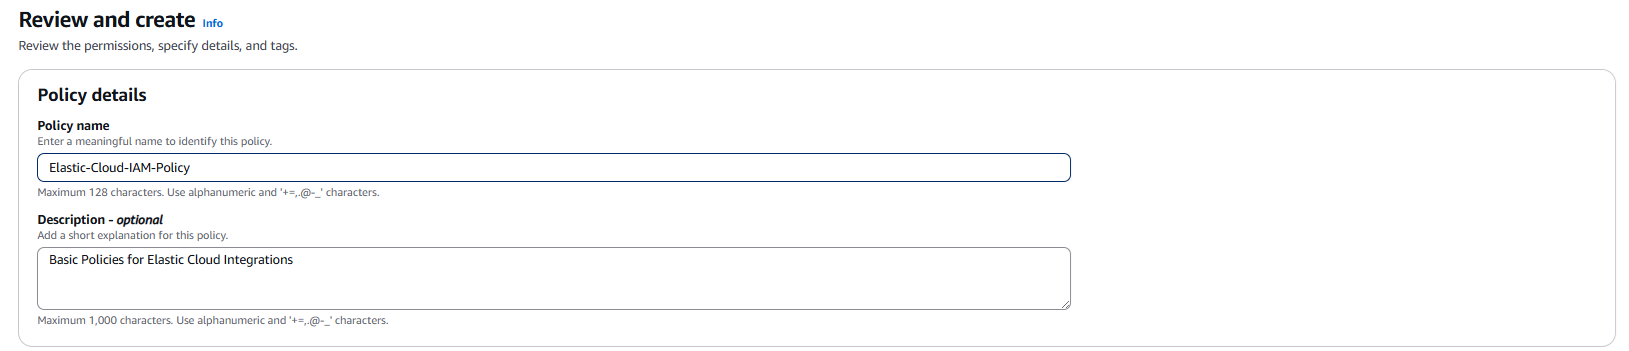 Review and create Info
Review the permissions, specify details, and tags.
Policy details
Policy name
Enter a meaningful name to identify this policy.
Elastic-Cloud-IAM-Policy
Maximum 128 characters. Use alphanumeric and '+=,.@-_' characters.
Description - optional
Add a short explanation for this policy.
Basic Policies for Elastic Cloud Integrations
Maximum 1,000 characters. Use alphanumeric and '+=,.@-_' characters.